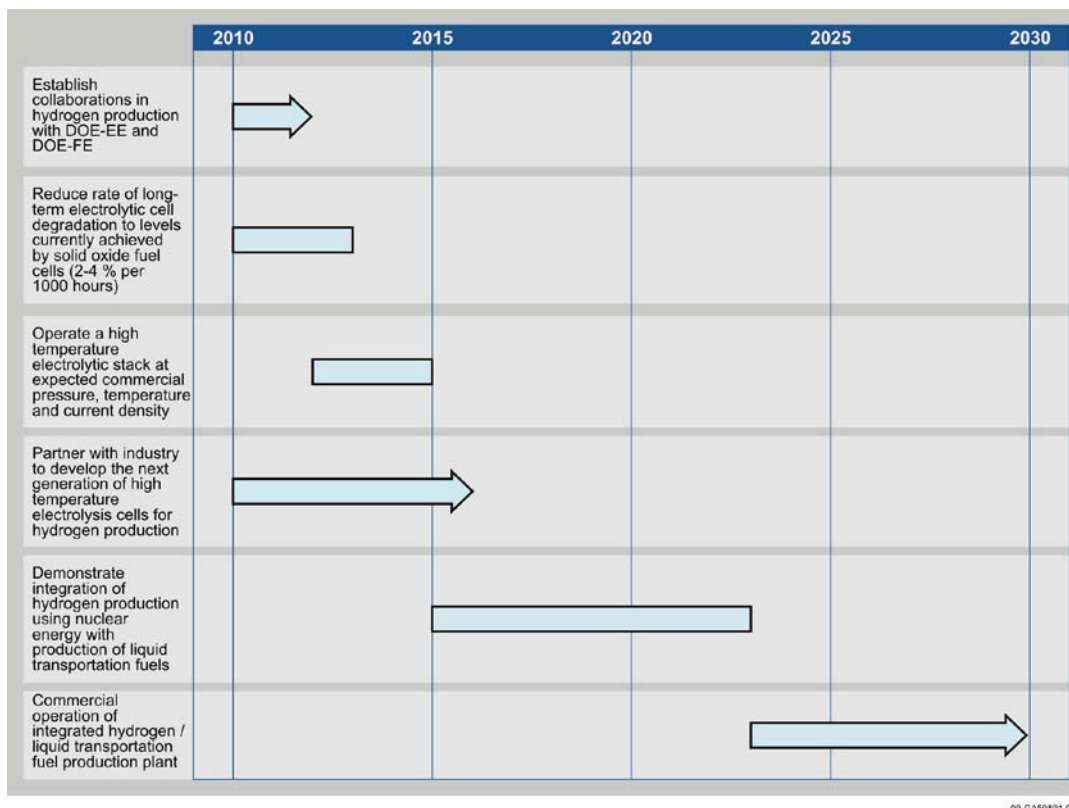 2010 2015 2020 2025 2030
Establish
collaborations in
hydrogen production
with DOE-EE and
DOE-FE
Reduce rate of long-
term electrolytic cell
degradation to levels
currently achieved
by solid oxide fuel
cells (2-4 % per
1000 hours)
Operate a high
temperature
electrolytic stack at
expected commercial
pressure, temperature
and current density
Partner with industry
to develop the next
generation of high
temperature
electrolysis cells for
hydrogen production
Demonstrate
integration of
hydrogen production
using nuclear
energy with
production of liquid
transportation fuels
Commercial
operation of
integrated hydrogen /
liquid transportation
fuel production plant